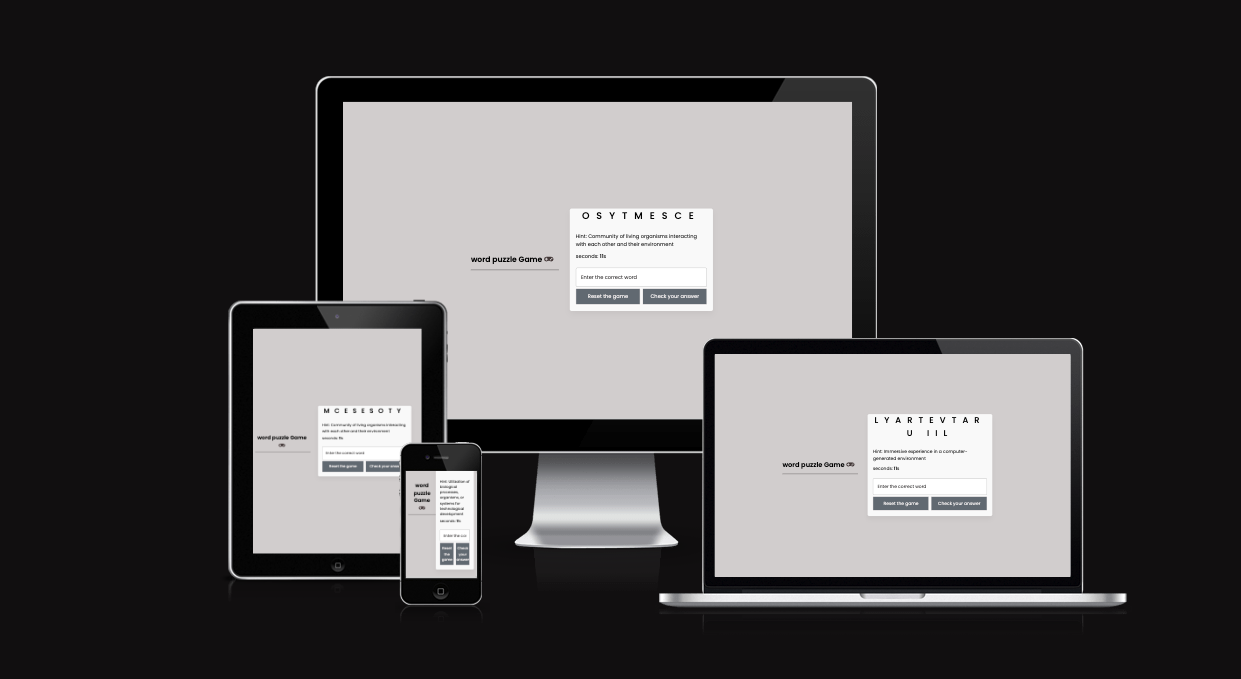 O S Y T M E S C E
Hint: Community of living organisms interacting
with each other and their environment
seconds: 11s
word puzzle Game
Enter the correct word
Reset the game
Check your answer
M C E S E S O T Y
Hint: Community of living organisms interacting
with each other and their environment
seconds: 11s
word puzzle Game
Enter the correct word
Reset the game
Check your answ
word
puzzle
Game
Hint: Utilization of
biological
processes,
organisms, or
systems for
technological
development
seconds: 11s
Enter the cor
Reset
the
game
Check
your
answer
L Y A R T E V T A R
U I I L
Hint: Immersive experience in a computer-
generated environment
seconds: 11s
word puzzle Game
Enter the correct word
Reset the game
Check your answer